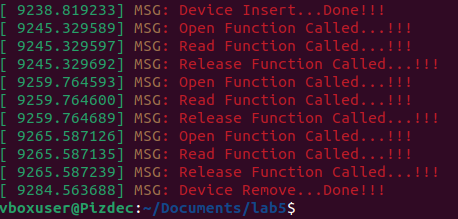 [ 9238.819233] MSG: Device Insert...Done!!!
[ 9245.329589] MSG: Open Function Called...!!!
[ 9245.329597] MSG: Read Function Called...!!!
[ 9245.329692] MSG: Release Function Called...!!!
[ 9259.764593] MSG: Open Function Called...!!!
[ 9259.764600] MSG: Read Function Called...!!!
[ 9259.764689] MSG: Release Function Called...!!!
[ 9265.587126] MSG: Open Function Called...!!!
[ 9265.587135] MSG: Read Function Called...!!!
[ 9265.587239] MSG: Release Function Called...!!!
[ 9284.563688] MSG: Device Remove...Done!!!
vboxuser@Pizdec:~/Documents/lab5$